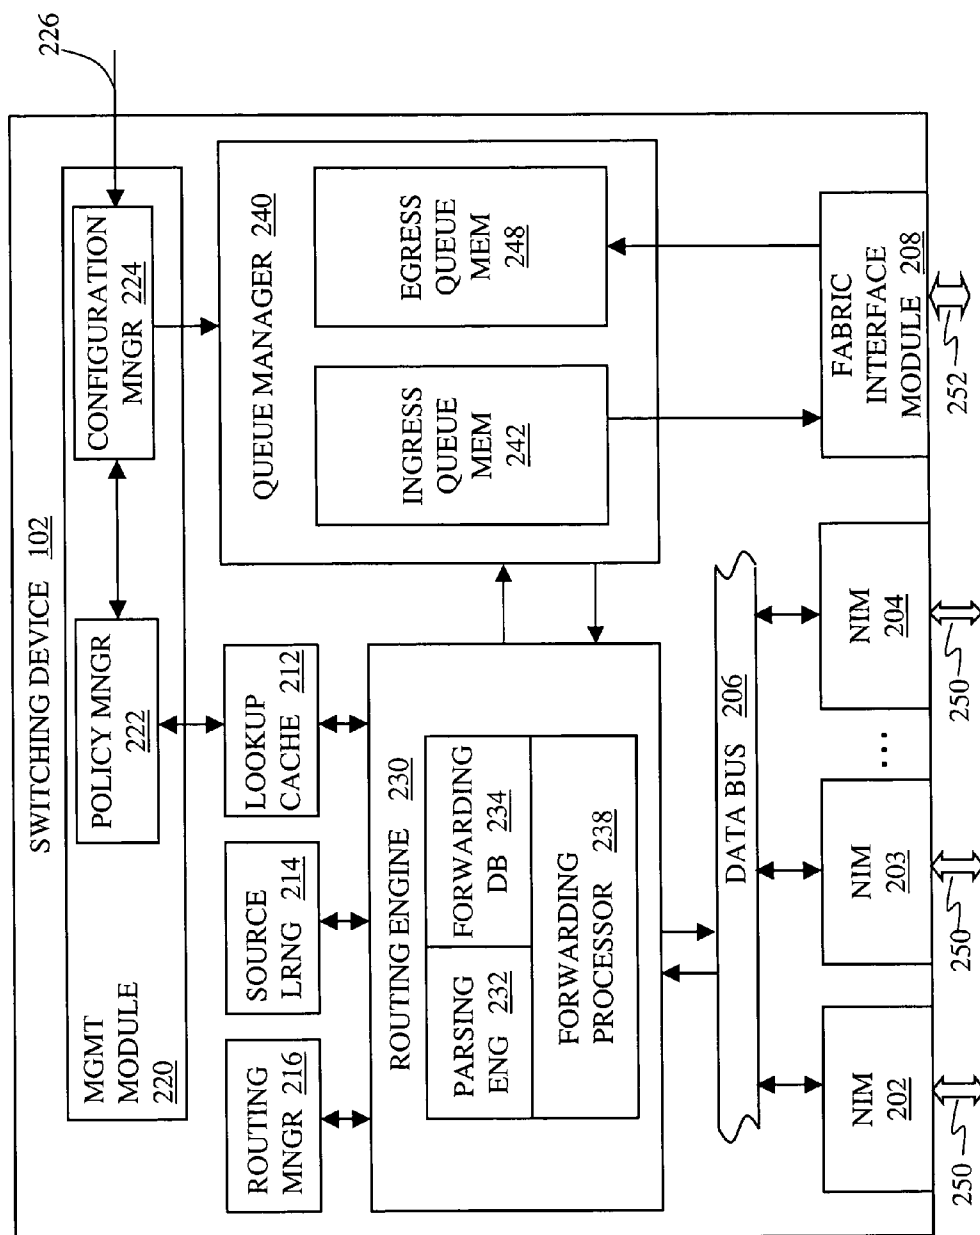 SWITCHING DEVICE 102
MGMT
MODULE
220
POLICY MNGR
222
CONFIGURATION
MNGR 224
226
ROUTING
MNGR 216
SOURCE
LRNG 214
LOOKUP
CACHE 212
QUEUE MANAGER 240
INGRESS
QUEUE
MEM
242
EGRESS
QUEUE
MEM
248
ROUTING ENGINE 230
PARSING
ENG 232
FORWARDING
DB 234
FORWARDING
PROCESSOR 238
DATA BUS 206
NIM
202
NIM
203
...
NIM
204
FABRIC
INTERFACE
MODULE 208
250
250
250
252